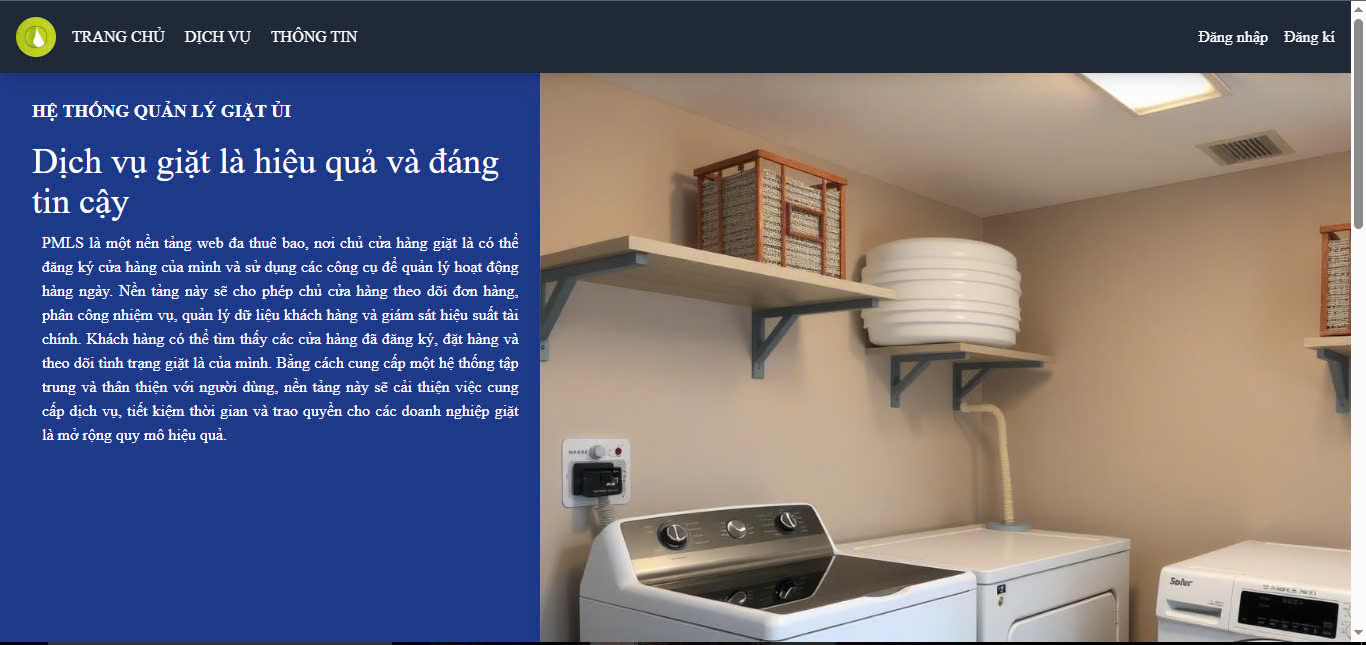 TRANG CHỦ DỊCH VỤ THÔNG TIN Đăng nhập Đăng kí
HỆ THỐNG QUẢN LÝ GIẶT ỦI
Dịch vụ giặt là hiệu quả và đáng
tin cậy
PMLS là một nền tảng web đa thuê bao, nơi chủ cửa hàng giặt là có thể
đăng ký cửa hàng của mình và sử dụng các công cụ để quản lý hoạt động
hàng ngày. Nền tảng này sẽ cho phép chủ cửa hàng theo dõi đơn hàng,
phân công nhiệm vụ, quản lý dữ liệu khách hàng và giám sát hiệu suất tài
chính. Khách hàng có thể tìm thấy các cửa hàng đã đăng ký, đặt hàng và
theo dõi tình trạng giặt là của mình. Bằng cách cung cấp một hệ thống tập
trung và thân thiện với người dùng, nền tảng này sẽ cải thiện việc cung
cấp dịch vụ, tiết kiệm thời gian và trao quyền cho các doanh nghiệp giặt
là mở rộng quy mô hiệu quả.